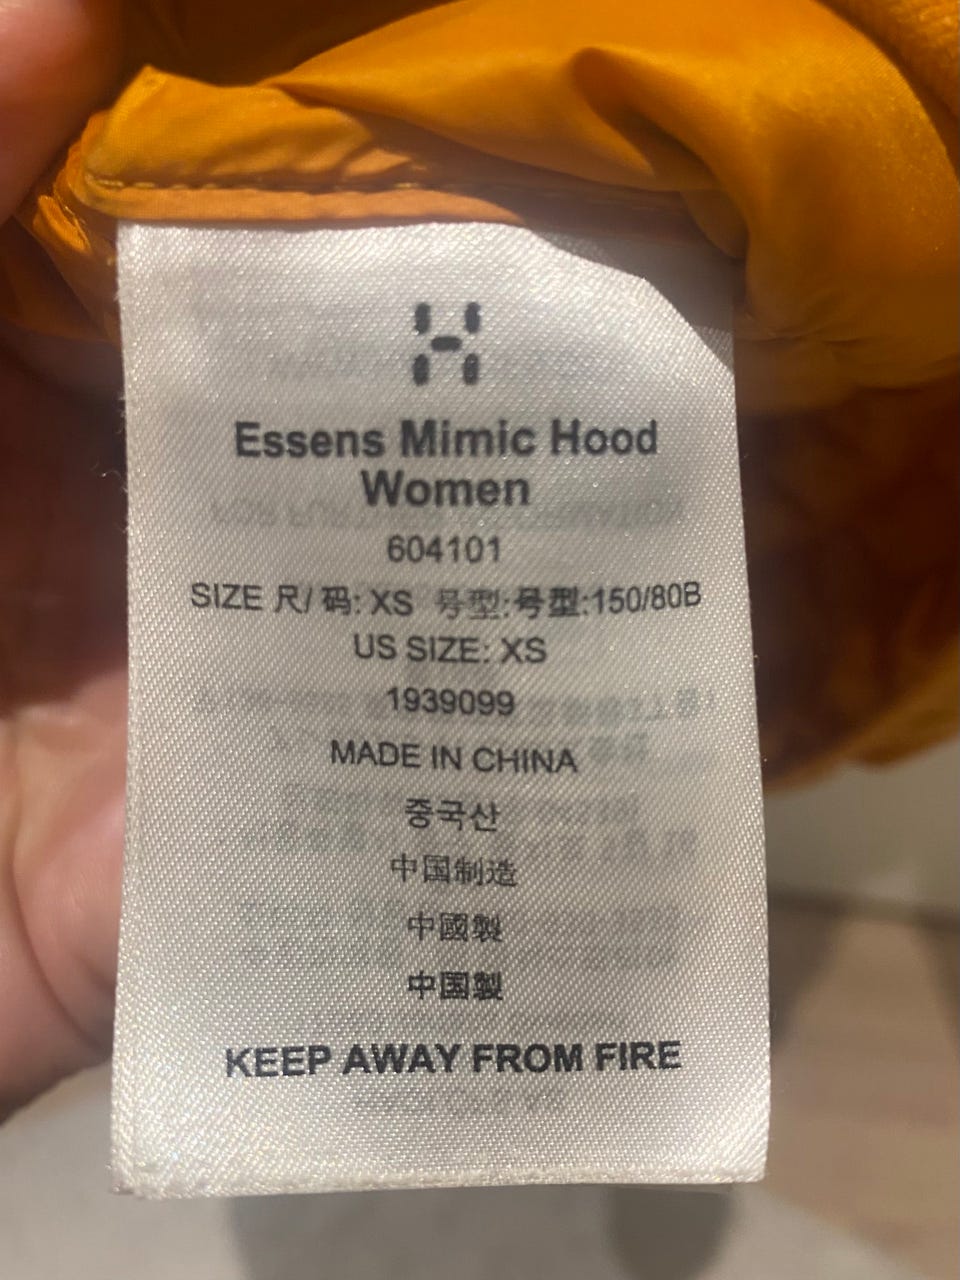 Essens Mimic Hood
Women
604101
SIZE 尺/ 码: XS 号型:号型:150/80B
US SIZE: XS
1939099
MADE IN CHINA
중국산
中国制造
中國製
中国製
KEEP AWAY FROM FIRE